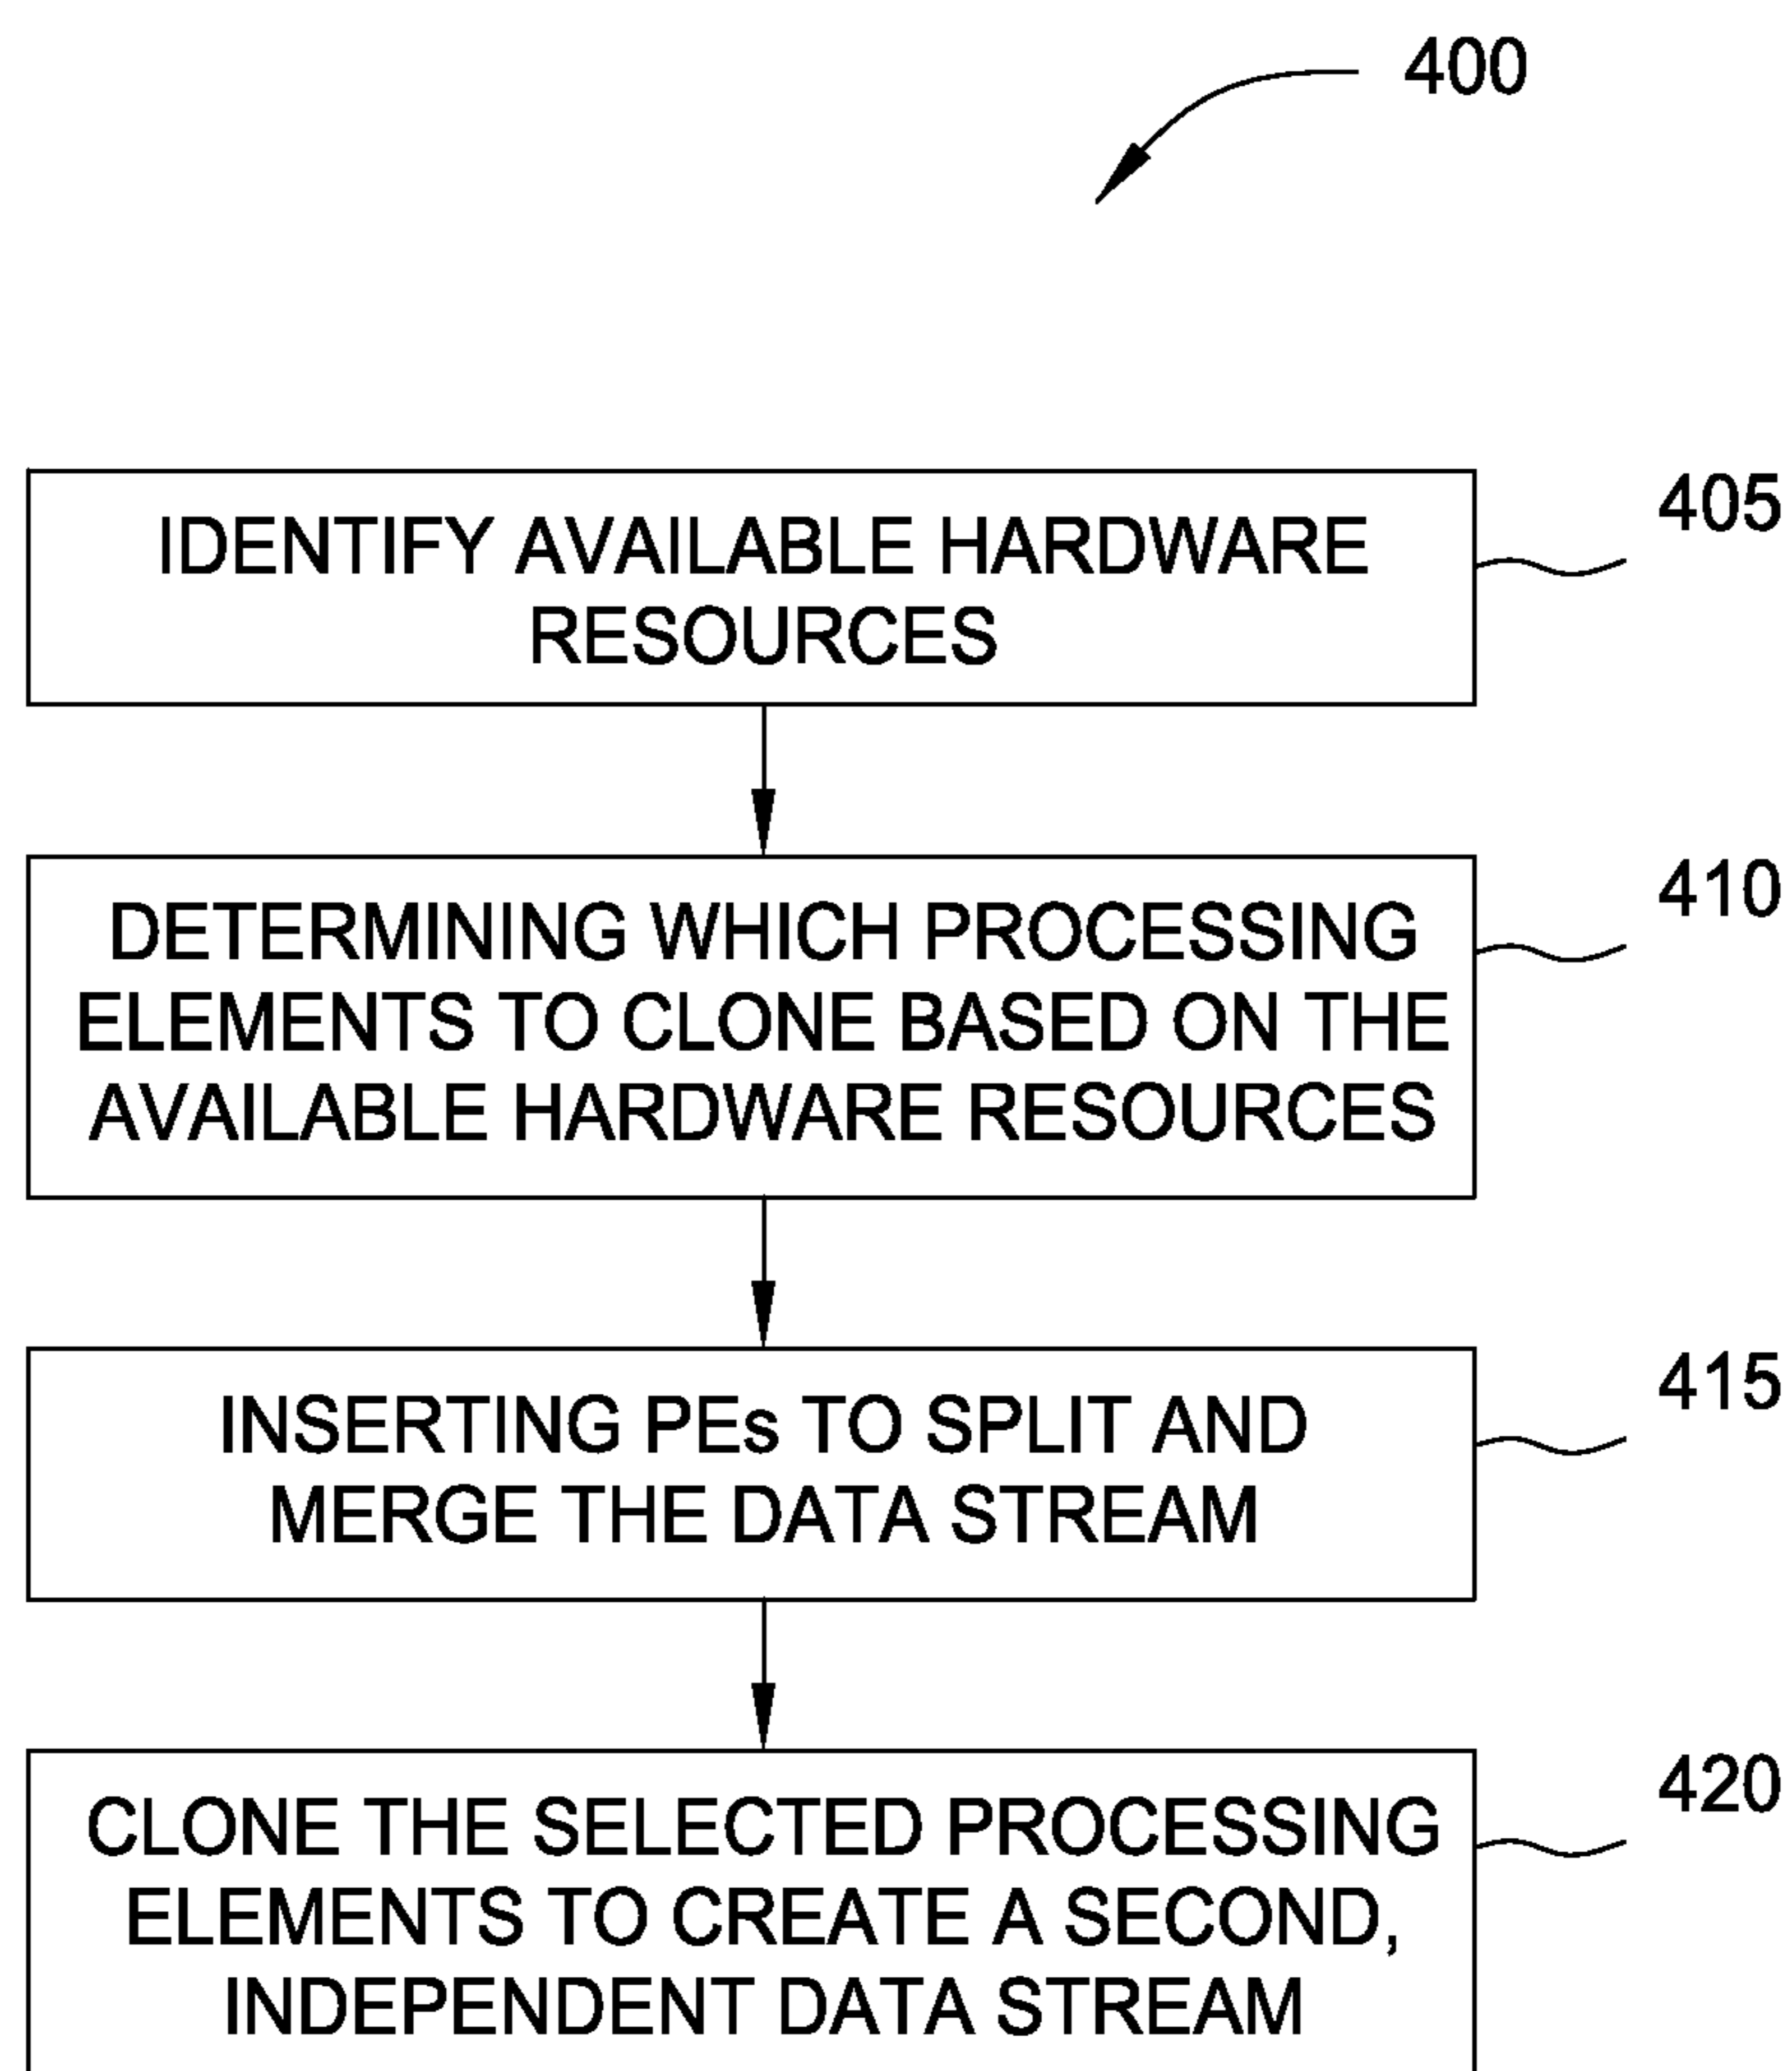 400
IDENTIFY AVAILABLE HARDWARE
RESOURCES
405
DETERMINING WHICH PROCESSING
ELEMENTS TO CLONE BASED ON THE
AVAILABLE HARDWARE RESOURCES
410
INSERTING PEs TO SPLIT AND
MERGE THE DATA STREAM
415
CLONE THE SELECTED PROCESSING
ELEMENTS TO CREATE A SECOND,
INDEPENDENT DATA STREAM
420